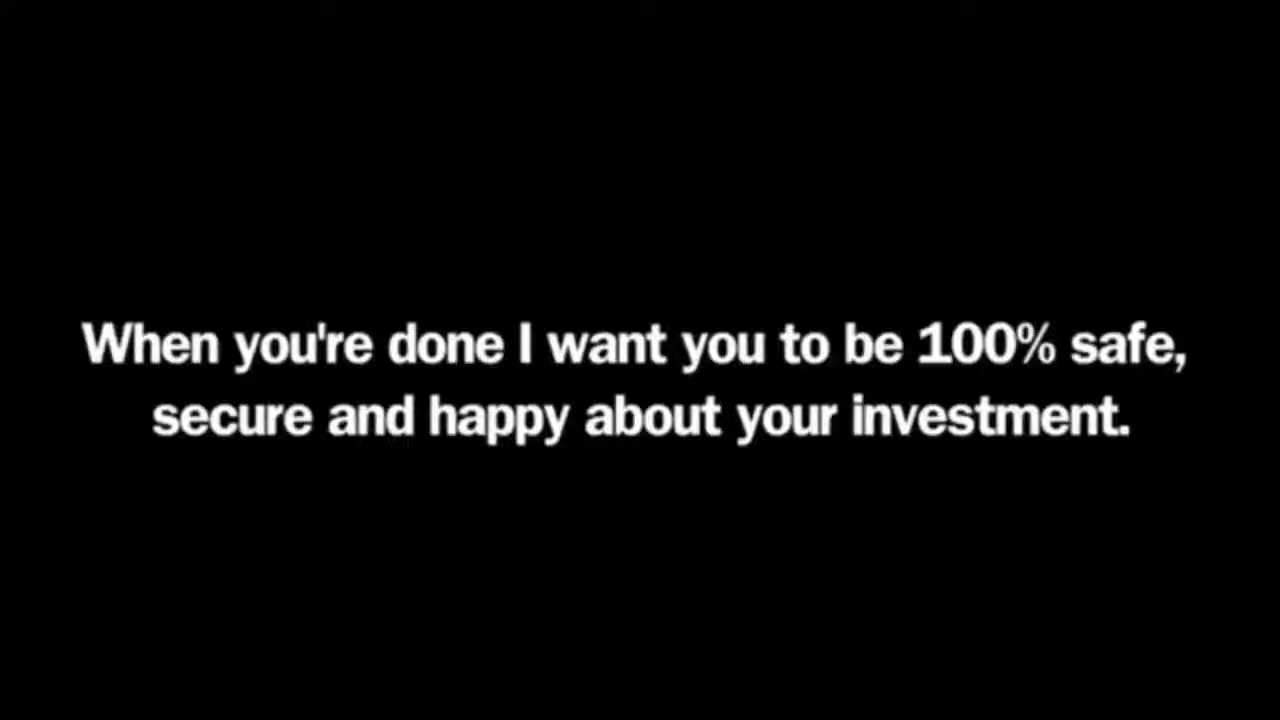 When you're done I want you to be 100% safe,
secure and happy about your investment.